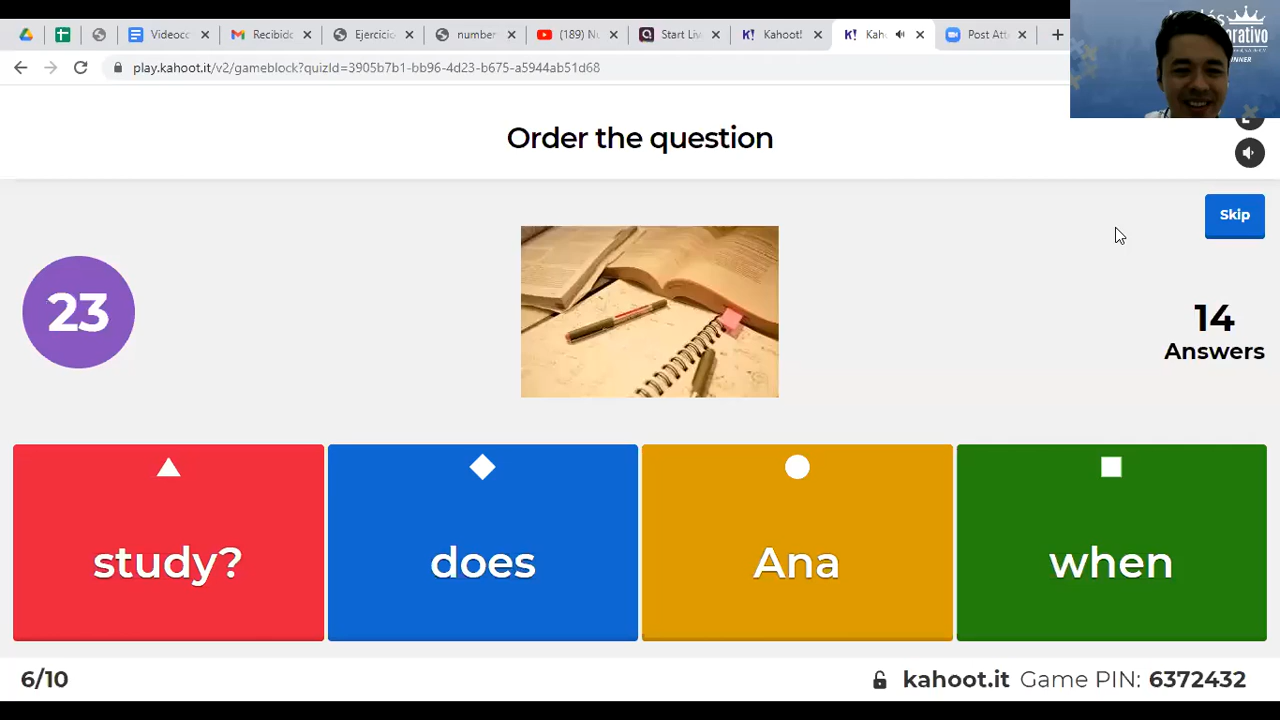 Videocc
Recibido
Ejercicio
number
(189) Nu
Start Liv
Kahoot!
Kah
Post Att
play.kahoot.it/v2/gameblock?quizId=3905b7b1-bb96-4d23-b675-a5944ab51d68
Order the question
Skip
23
14
Answers
study?
does
Ana
when
6/10
kahoot.it Game PIN: 6372432